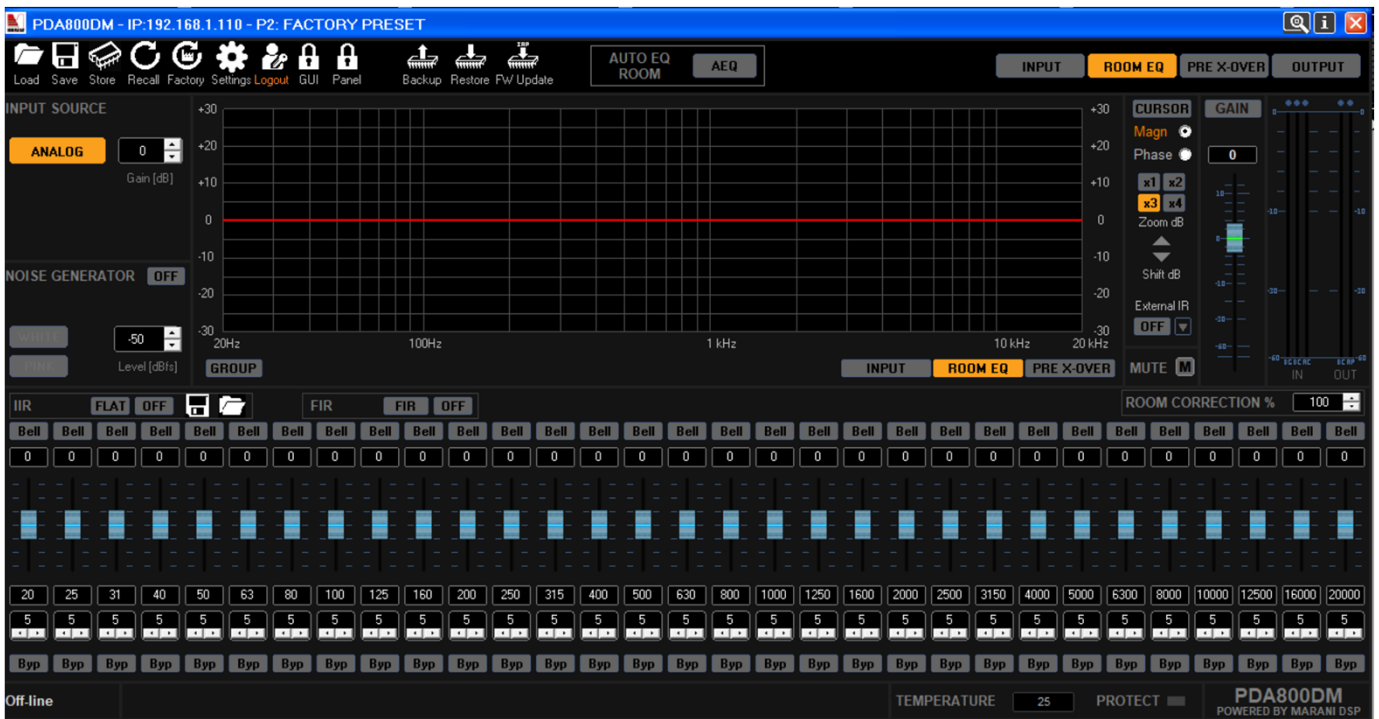 PDA800DM - IP:192.168.1.110 - P2: FACTORY PRESET
Load Save Store Recall Factory Settings Logout GUI Panel Backup Restore FW Update
AUTO EQ ROOM AEQ
INPUT ROOM EQ PRE X-OVER OUTPUT
INPUT SOURCE
ANALOG 0
Gain [dB]
NOISE GENERATOR OFF
WHITE -50
PINK Level [dBfs]
+30 +30
+20 +20
+10 +10
0 0
-10 -10
-20 -20
-30 -30
20Hz 100Hz 1 kHz 10 kHz 20 kHz
GROUP INPUT ROOM EQ PRE X-OVER
CURSOR
Magn
Phase
x1 x2
x3 x4
Zoom dB
Shift dB
External IR
OFF
MUTE M
GAIN
0
IN OUT
IIR FLAT OFF FIR FIR OFF ROOM CORRECTION % 100
Bell Bell Bell Bell Bell Bell Bell Bell Bell Bell Bell Bell Bell Bell Bell Bell Bell Bell Bell Bell Bell Bell Bell Bell Bell Bell Bell Bell Bell Bell Bell
0 0 0 0 0 0 0 0 0 0 0 0 0 0 0 0 0 0 0 0 0 0 0 0 0 0 0 0 0 0 0
20 25 31 40 50 63 80 100 125 160 200 250 315 400 500 630 800 1000 1250 1600 2000 2500 3150 4000 5000 6300 8000 10000 12500 16000 20000
5 5 5 5 5 5 5 5 5 5 5 5 5 5 5 5 5 5 5 5 5 5 5 5 5 5 5 5 5 5 5
Byp Byp Byp Byp Byp Byp Byp Byp Byp Byp Byp Byp Byp Byp Byp Byp Byp Byp Byp Byp Byp Byp Byp Byp Byp Byp Byp Byp Byp Byp Byp
Off-line TEMPERATURE 25 PROTECT PDA800DM
POWERED BY MARANI DSP